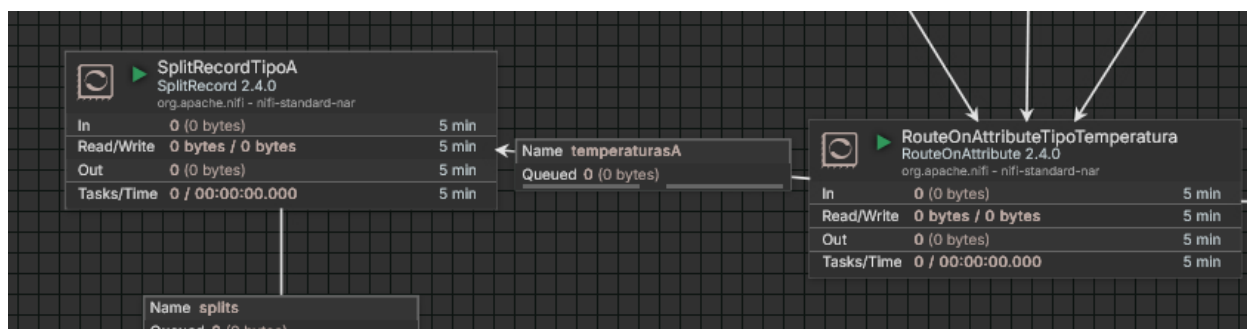 SplitRecordTipoA
SplitRecord 2.4.0
org.apache.nifi - nifi-standard-nar
In 0 (0 bytes) 5 min
Read/Write 0 bytes / 0 bytes 5 min
Out 0 (0 bytes) 5 min
Tasks/Time 0 / 00:00:00.000 5 min
Name temperaturasA
Queued 0 (0 bytes)
RouteOnAttributeTipoTemperatura
RouteOnAttribute 2.4.0
org.apache.nifi - nifi-standard-nar
In 0 (0 bytes) 5 min
Read/Write 0 bytes / 0 bytes 5 min
Out 0 (0 bytes) 5 min
Tasks/Time 0 / 00:00:00.000 5 min
Name splits
Queued 0 (0 bytes)